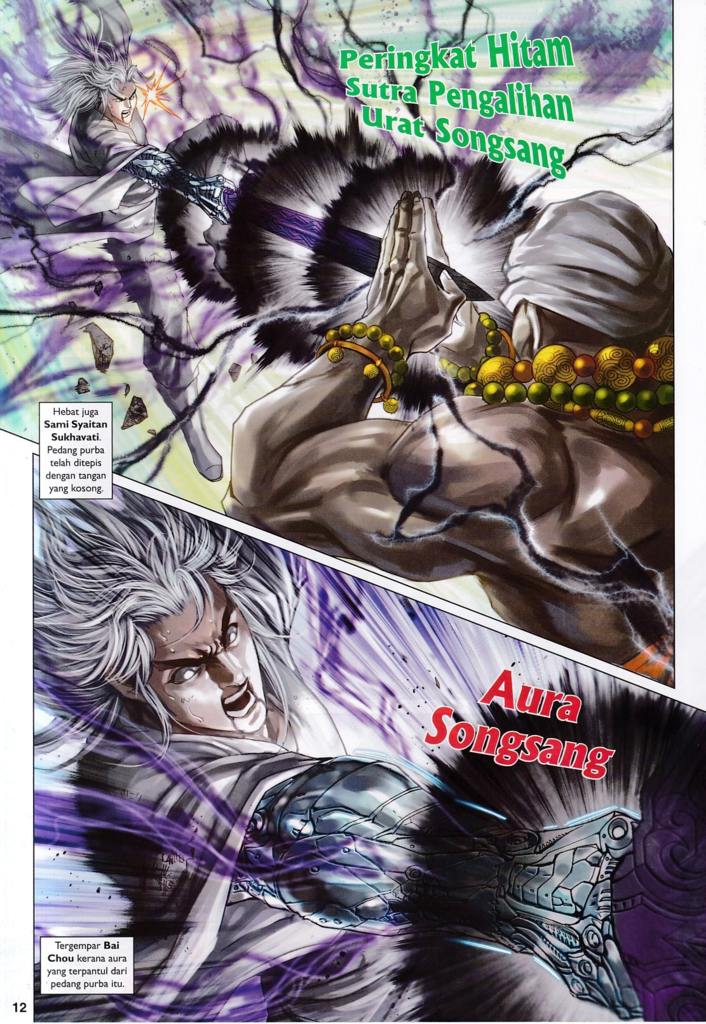 Peringkat Hitam
Sutra Pengalihan
Urat Songsang
Hebat juga
Sami Syaitan
Sukhavati.
Pedang purba
telah ditepis
dengan tangan
yang kosong.
Aura
Songsang
Tergempar Bai
Chou kerana aura
yang terpantul dari
pedang purba itu.
12